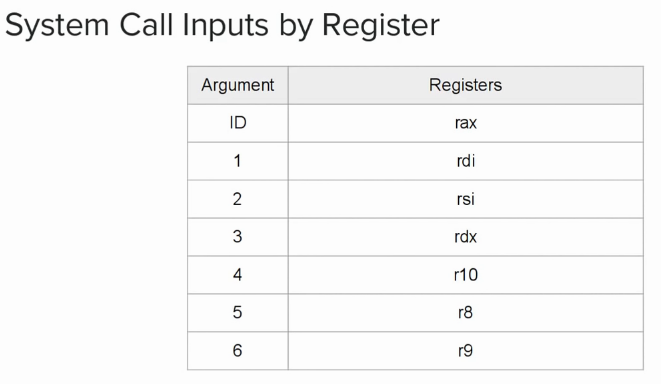 System Call Inputs by Register
Argument Registers
ID rax
1 rdi
2 rsi
3 rdx
4 r10
5 r8
6 r9